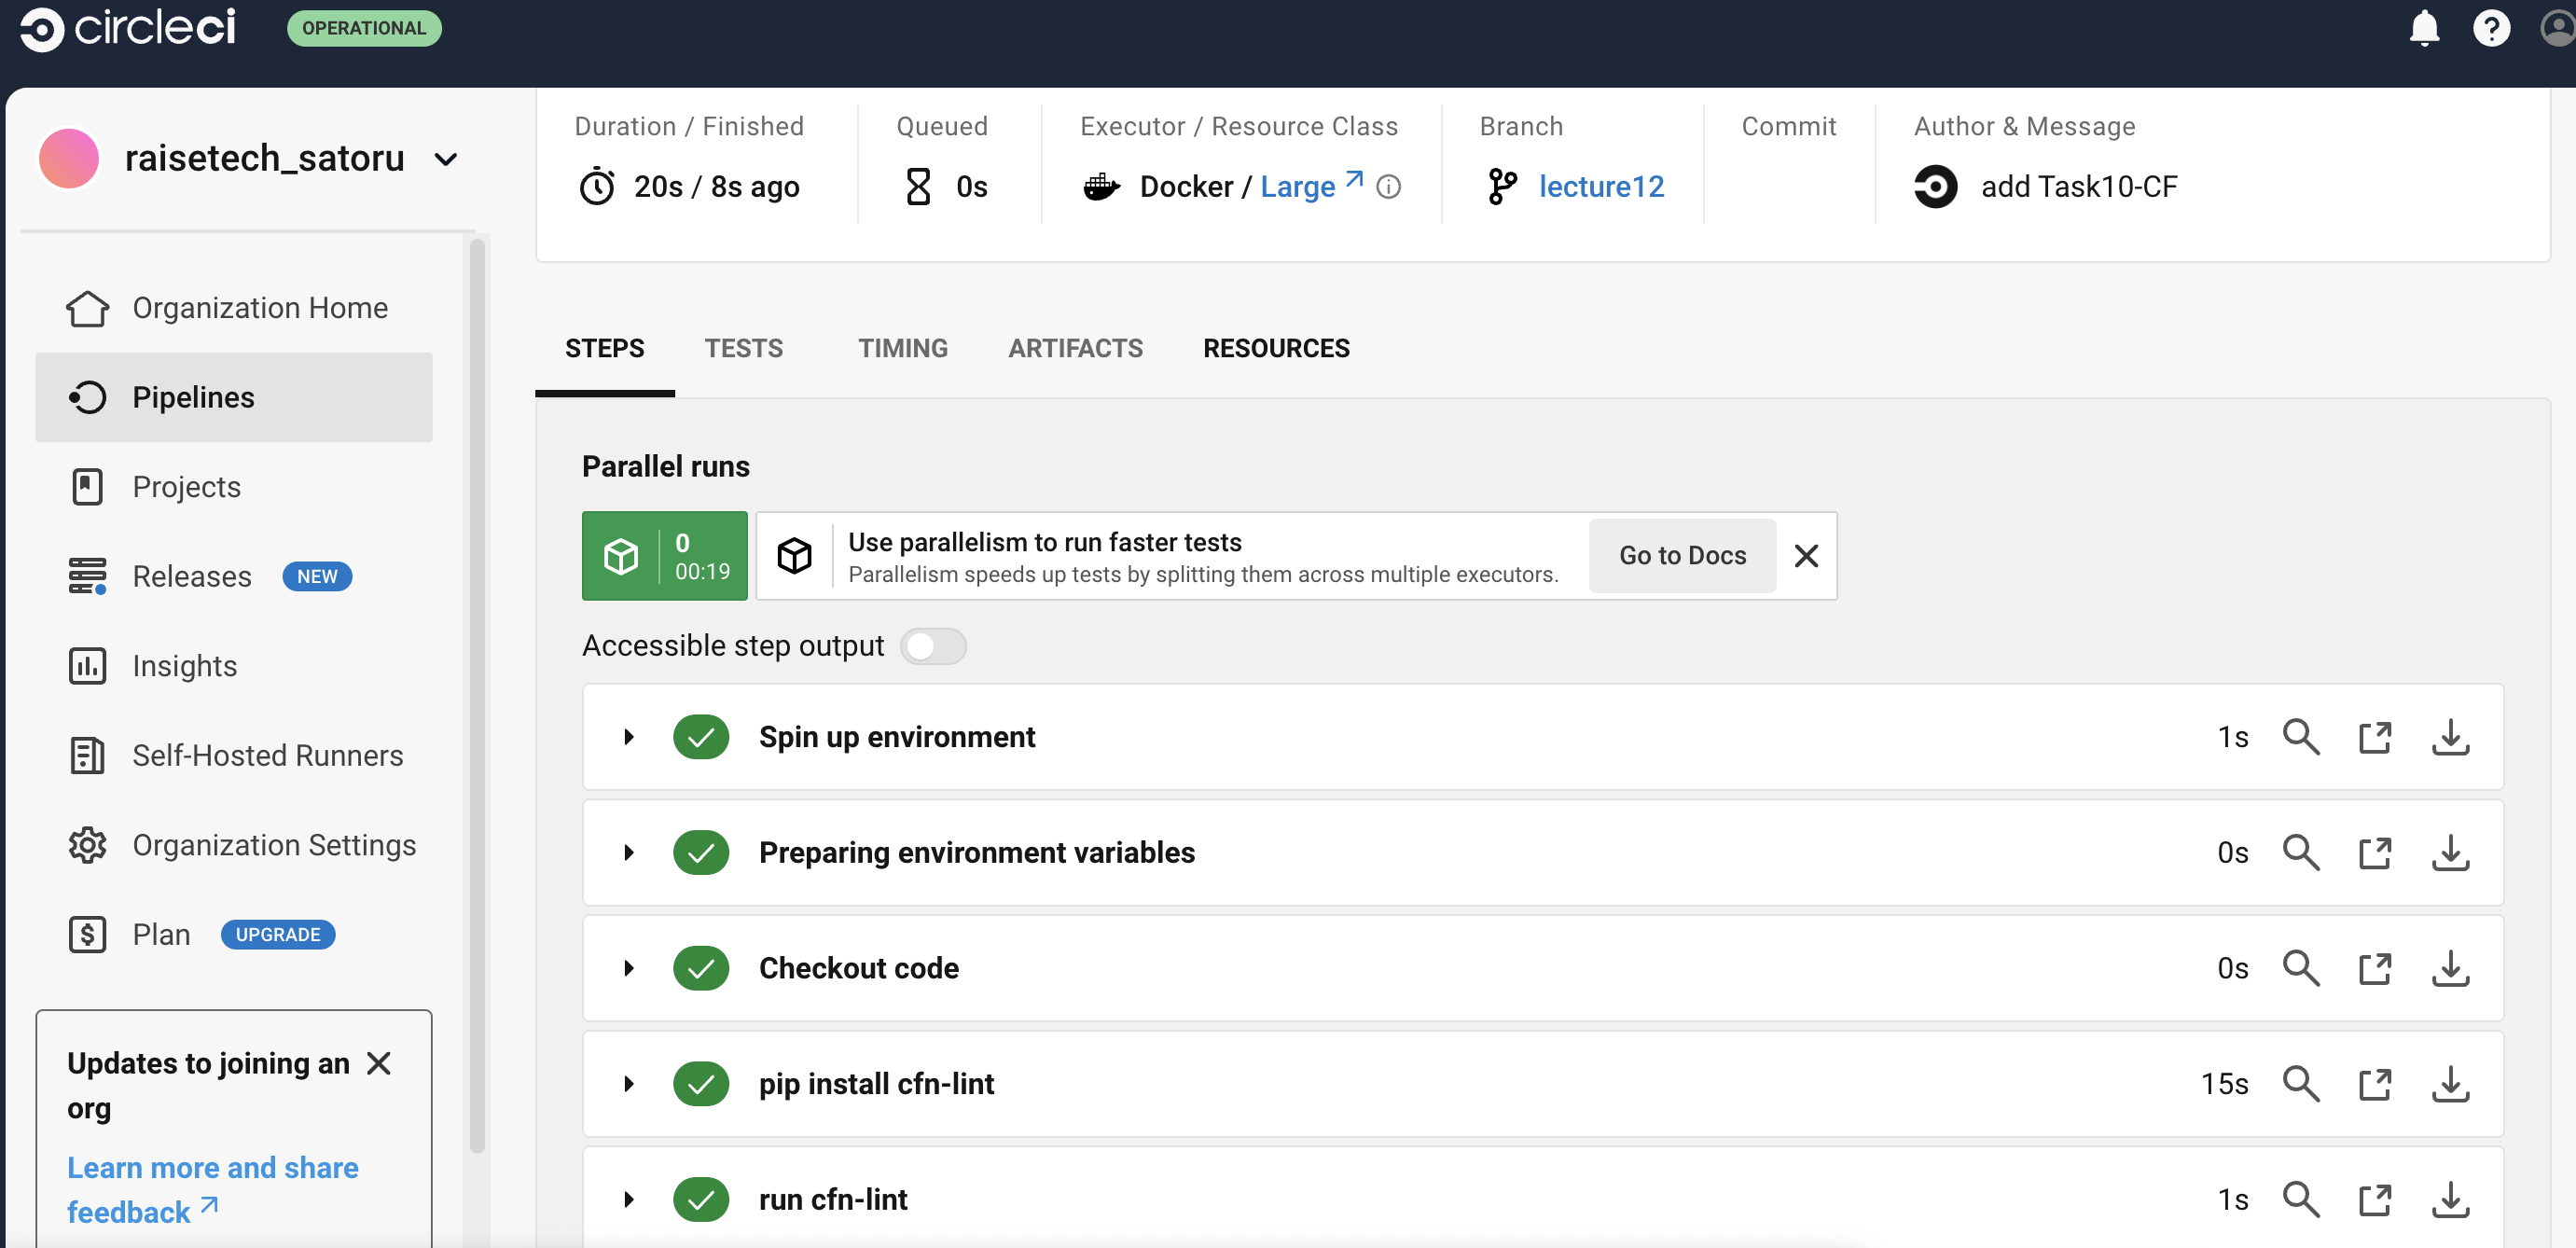 circleci
OPERATIONAL
raisetech_satoru
Organization Home
Pipelines
Projects
Releases NEW
Insights
Self-Hosted Runners
Organization Settings
Plan UPGRADE
Updates to joining an
org
Learn more and share
feedback
Duration / Finished
20s / 8s ago
Queued
0s
Executor / Resource Class
Docker / Large
Branch
lecture12
Commit
Author & Message
add Task10-CF
STEPS TESTS TIMING ARTIFACTS RESOURCES
Parallel runs
0
00:19
Use parallelism to run faster tests
Parallelism speeds up tests by splitting them across multiple executors.
Go to Docs
Accessible step output
Spin up environment 1s
Preparing environment variables 0s
Checkout code 0s
pip install cfn-lint 15s
run cfn-lint 1s